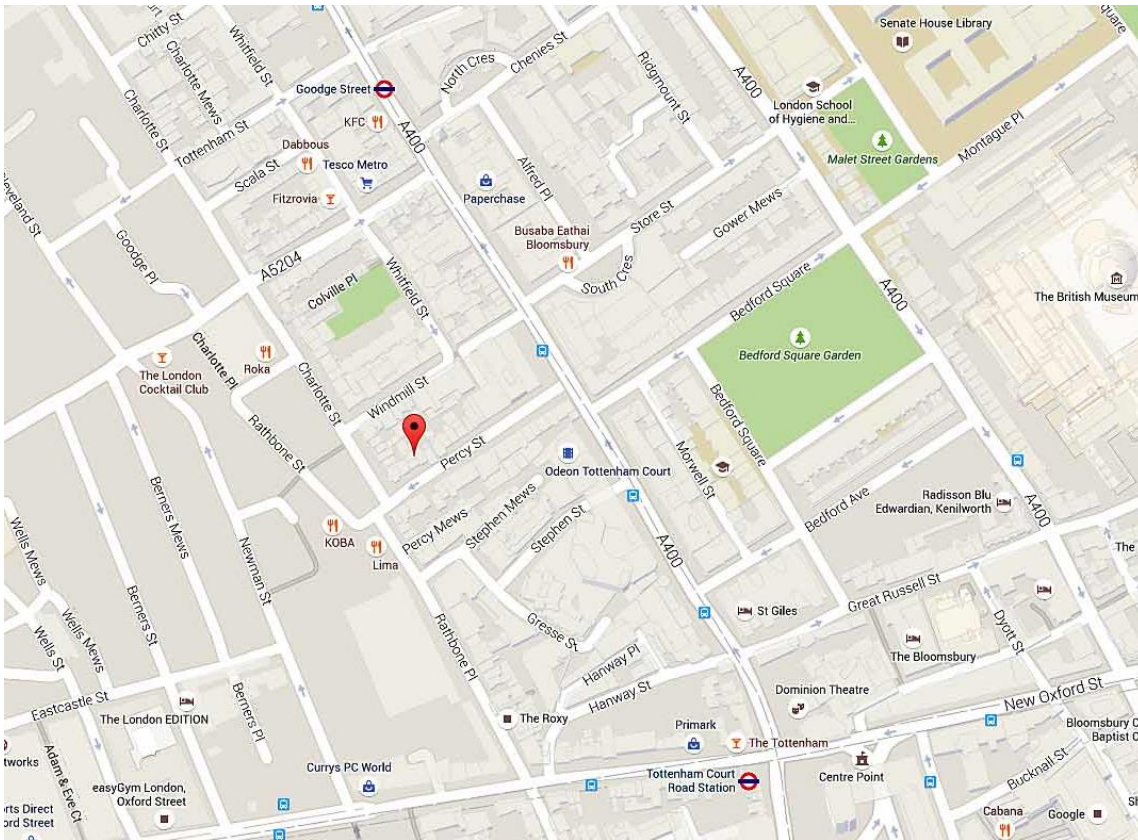 Chitty St
Court
Whitfield St
Charlotte Mews
Charlotte St
Tottenham St
Goodge Street
KFC
Dabbous
Scala St
Tesco Metro
Fitzrovia
A400
North Cres
Chenies St
Ridgmount St
A400
Square
Senate House Library
London School
of Hygiene and...
Malet Street Gardens
Montague Pl
Paperchase
Alfred Pl
Busaba Eathai
Bloomsbury
Store St
Gower Mews
South Cres
Goodge Pl
A5204
Colville Pl
Whitfield St
Bedford Square
A400
The British Museum
Bedford Square Garden
The London
Cocktail Club
Charlotte Pl
Roka
Charlotte St
Windmill St
Rathbone St
Percy St
Bedford Square
Odeon Tottenham Court
Morwell St
Bedford Ave
Radisson Blu
Edwardian, Kenilworth
A400
The
Berners Mews
Wells Mews
Newman St
KOBA
Lima
Percy Mews
Stephen Mews
Stephen St
A400
Berners St
Wells Mews
Wells St
Rathbone Pl
Gresse St
St Giles
Great Russell St
Dyott St
The Bloomsbury
Hanway Pl
Hanway St
Eastcastle St
The London EDITION
Berners Pl
The Roxy
Dominion Theatre
New Oxford St
Primark
The Tottenham
Bloomsbury C
Baptist C
Adam & Eve Ct
tworks
easyGym London,
Oxford Street
Currys PC World
Tottenham Court
Road Station
Centre Point
Bucknall St
orts Direct
ord Street
Cabana
Google